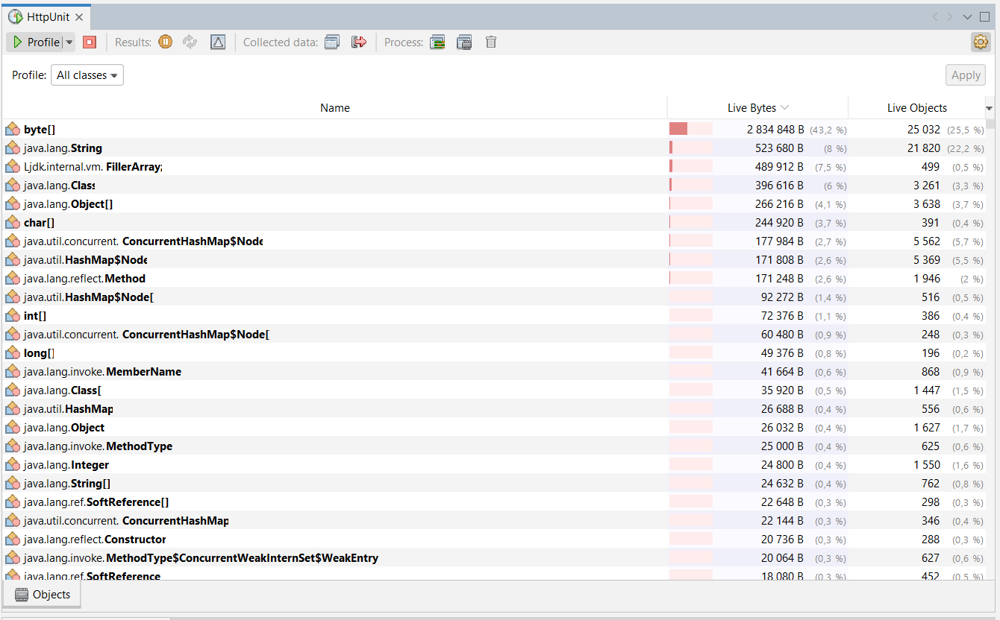 HttpUnit
Profile Results: Collected data: Process:
Profile: All classes Apply
Name Live Bytes Live Objects
byte[] 2 834 848 B (43,2 %) 25 032 (25,5 %)
java.lang.String 523 680 B (8 %) 21 820 (22,2 %)
Ljdk.internal.vm. FillerArray; 489 912 B (7,5 %) 499 (0,5 %)
java.lang.Class 396 616 B (6 %) 3 261 (3,3 %)
java.lang.Object[] 266 216 B (4,1 %) 3 638 (3,7 %)
char[] 244 920 B (3,7 %) 391 (0,4 %)
java.util.concurrent. ConcurrentHashMap$Node 177 984 B (2,7 %) 5 562 (5,7 %)
java.util.HashMap$Node 171 808 B (2,6 %) 5 369 (5,5 %)
java.lang.reflect.Method 171 248 B (2,6 %) 1 946 (2 %)
java.util.HashMap$Node[ 92 272 B (1,4 %) 516 (0,5 %)
int[] 72 376 B (1,1 %) 386 (0,4 %)
java.util.concurrent. ConcurrentHashMap$Node[ 60 480 B (0,9 %) 248 (0,3 %)
long[] 49 376 B (0,8 %) 196 (0,2 %)
java.lang.invoke.MemberName 41 664 B (0,6 %) 868 (0,9 %)
java.lang.Class[ 35 920 B (0,5 %) 1 447 (1,5 %)
java.util.HashMap 26 688 B (0,4 %) 556 (0,6 %)
java.lang.Object 26 032 B (0,4 %) 1 627 (1,7 %)
java.lang.invoke.MethodType 25 000 B (0,4 %) 625 (0,6 %)
java.lang.Integer 24 800 B (0,4 %) 1 550 (1,6 %)
java.lang.String[] 24 632 B (0,4 %) 762 (0,8 %)
java.lang.ref.SoftReference[] 22 648 B (0,3 %) 298 (0,3 %)
java.util.concurrent. ConcurrentHashMap 22 144 B (0,3 %) 346 (0,4 %)
java.lang.reflect.Constructor 20 736 B (0,3 %) 288 (0,3 %)
java.lang.invoke.MethodType$ConcurrentWeakInternSet$WeakEntry 20 064 B (0,3 %) 627 (0,6 %)
java.lang.ref.SoftReference 18 080 B (0,3 %) 452 (0,5 %)
Objects